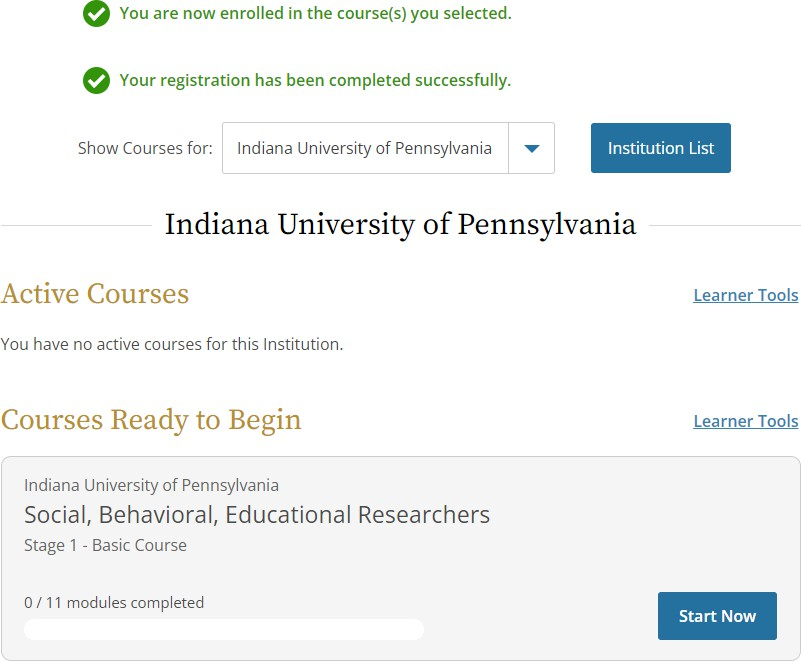 You are now enrolled in the course(s) you selected.
Your registration has been completed successfully.
Show Courses for: Indiana University of Pennsylvania Institution List
Indiana University of Pennsylvania
Active Courses Learner Tools
You have no active courses for this Institution.
Courses Ready to Begin Learner Tools
Indiana University of Pennsylvania
Social, Behavioral, Educational Researchers
Stage 1 - Basic Course
0 / 11 modules completed
Start Now